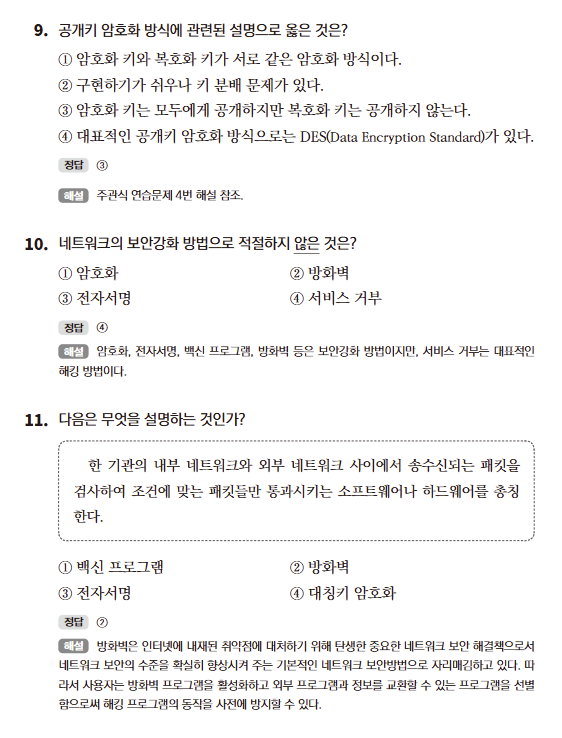 9. 공개키 암호화 방식에 관련된 설명으로 옳은 것은?
① 암호화 키와 복호화 키가 서로 같은 암호화 방식이다.
② 구현하기가 쉬우나 키 분배 문제가 있다.
③ 암호화 키는 모두에게 공개하지만 복호화 키는 공개하지 않는다.
④ 대표적인 공개키 암호화 방식으로는 DES(Data Encryption Standard)가 있다.
정답 ③
해설 주관식 연습문제 4번 해설 참조.
10. 네트워크의 보안강화 방법으로 적절하지 않은 것은?
① 암호화 ② 방화벽
③ 전자서명 ④ 서비스 거부
정답 ④
해설 암호화, 전자서명, 백신 프로그램, 방화벽 등은 보안강화 방법이지만, 서비스 거부는 대표적인
해킹 방법이다.
11. 다음은 무엇을 설명하는 것인가?
한 기관의 내부 네트워크와 외부 네트워크 사이에서 송수신되는 패킷을
검사하여 조건에 맞는 패킷들만 통과시키는 소프트웨어나 하드웨어를 총칭
한다.
① 백신 프로그램 ② 방화벽
③ 전자서명 ④ 대칭키 암호화
정답 ②
해설 방화벽은 인터넷에 내재된 취약점에 대처하기 위해 탄생한 중요한 네트워크 보안 해결책으로서
네트워크 보안의 수준을 확실히 향상시켜 주는 기본적인 네트워크 보안방법으로 자리매김하고 있다. 따
라서 사용자는 방화벽 프로그램을 활성화하고 외부 프로그램과 정보를 교환할 수 있는 프로그램을 선별
함으로써 해킹 프로그램의 동작을 사전에 방지할 수 있다.